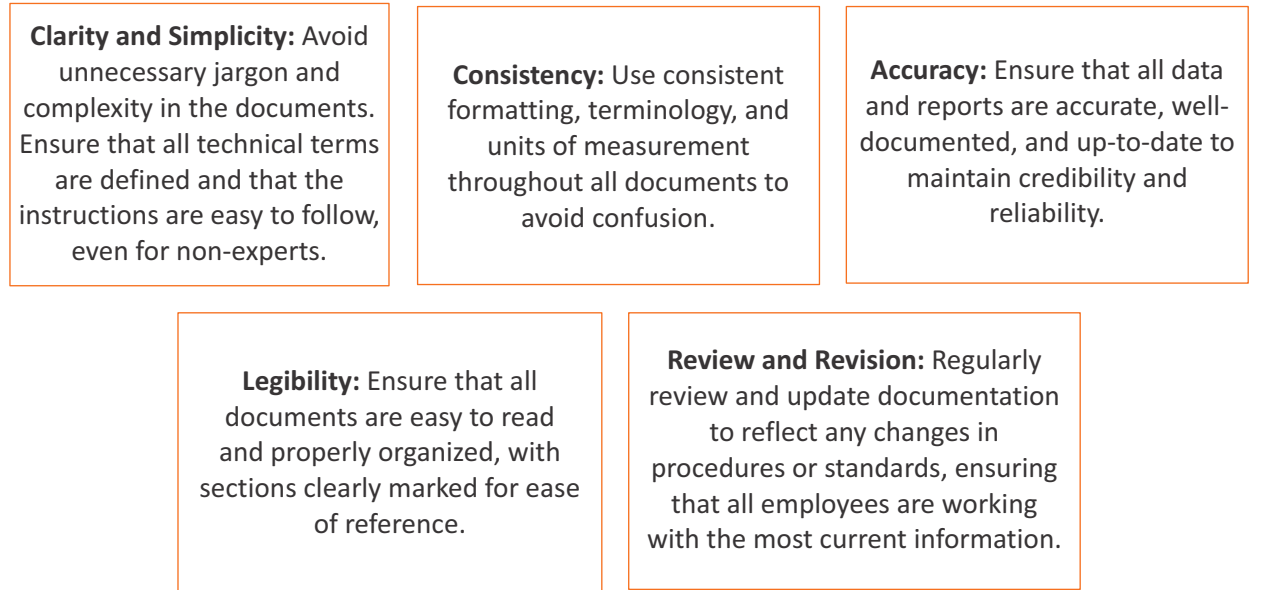 Clarity and Simplicity: Avoid
unnecessary jargon and
complexity in the documents.
Ensure that all technical terms
are defined and that the
instructions are easy to follow,
even for non-experts.
Consistency: Use consistent
formatting, terminology, and
units of measurement
throughout all documents to
avoid confusion.
Accuracy: Ensure that all data
and reports are accurate, well-
documented, and up-to-date to
maintain credibility and
reliability.
Legibility: Ensure that all
documents are easy to read
and properly organized, with
sections clearly marked for ease
of reference.
Review and Revision: Regularly
review and update documentation
to reflect any changes in
procedures or standards, ensuring
that all employees are working
with the most current information.